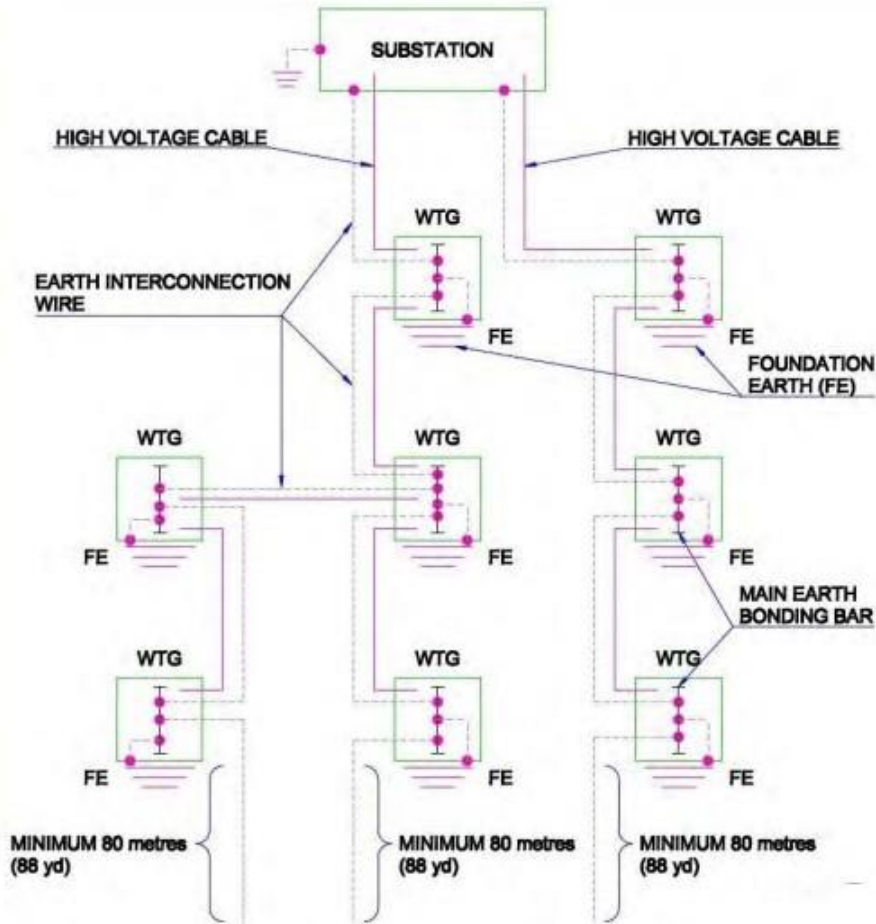 SUBSTATION
HIGH VOLTAGE CABLE
HIGH VOLTAGE CABLE
WTG
WTG
EARTH INTERCONNECTION
WIRE
FE
FE
FOUNDATION
EARTH (FE)
WTG
WTG
WTG
FE
FE
FE
MAIN EARTH
BONDING BAR
WTG
WTG
WTG
FE
FE
FE
MINIMUM 80 metres
(88 yd)
MINIMUM 80 metres
(88 yd)
MINIMUM 80 metres
(88 yd)